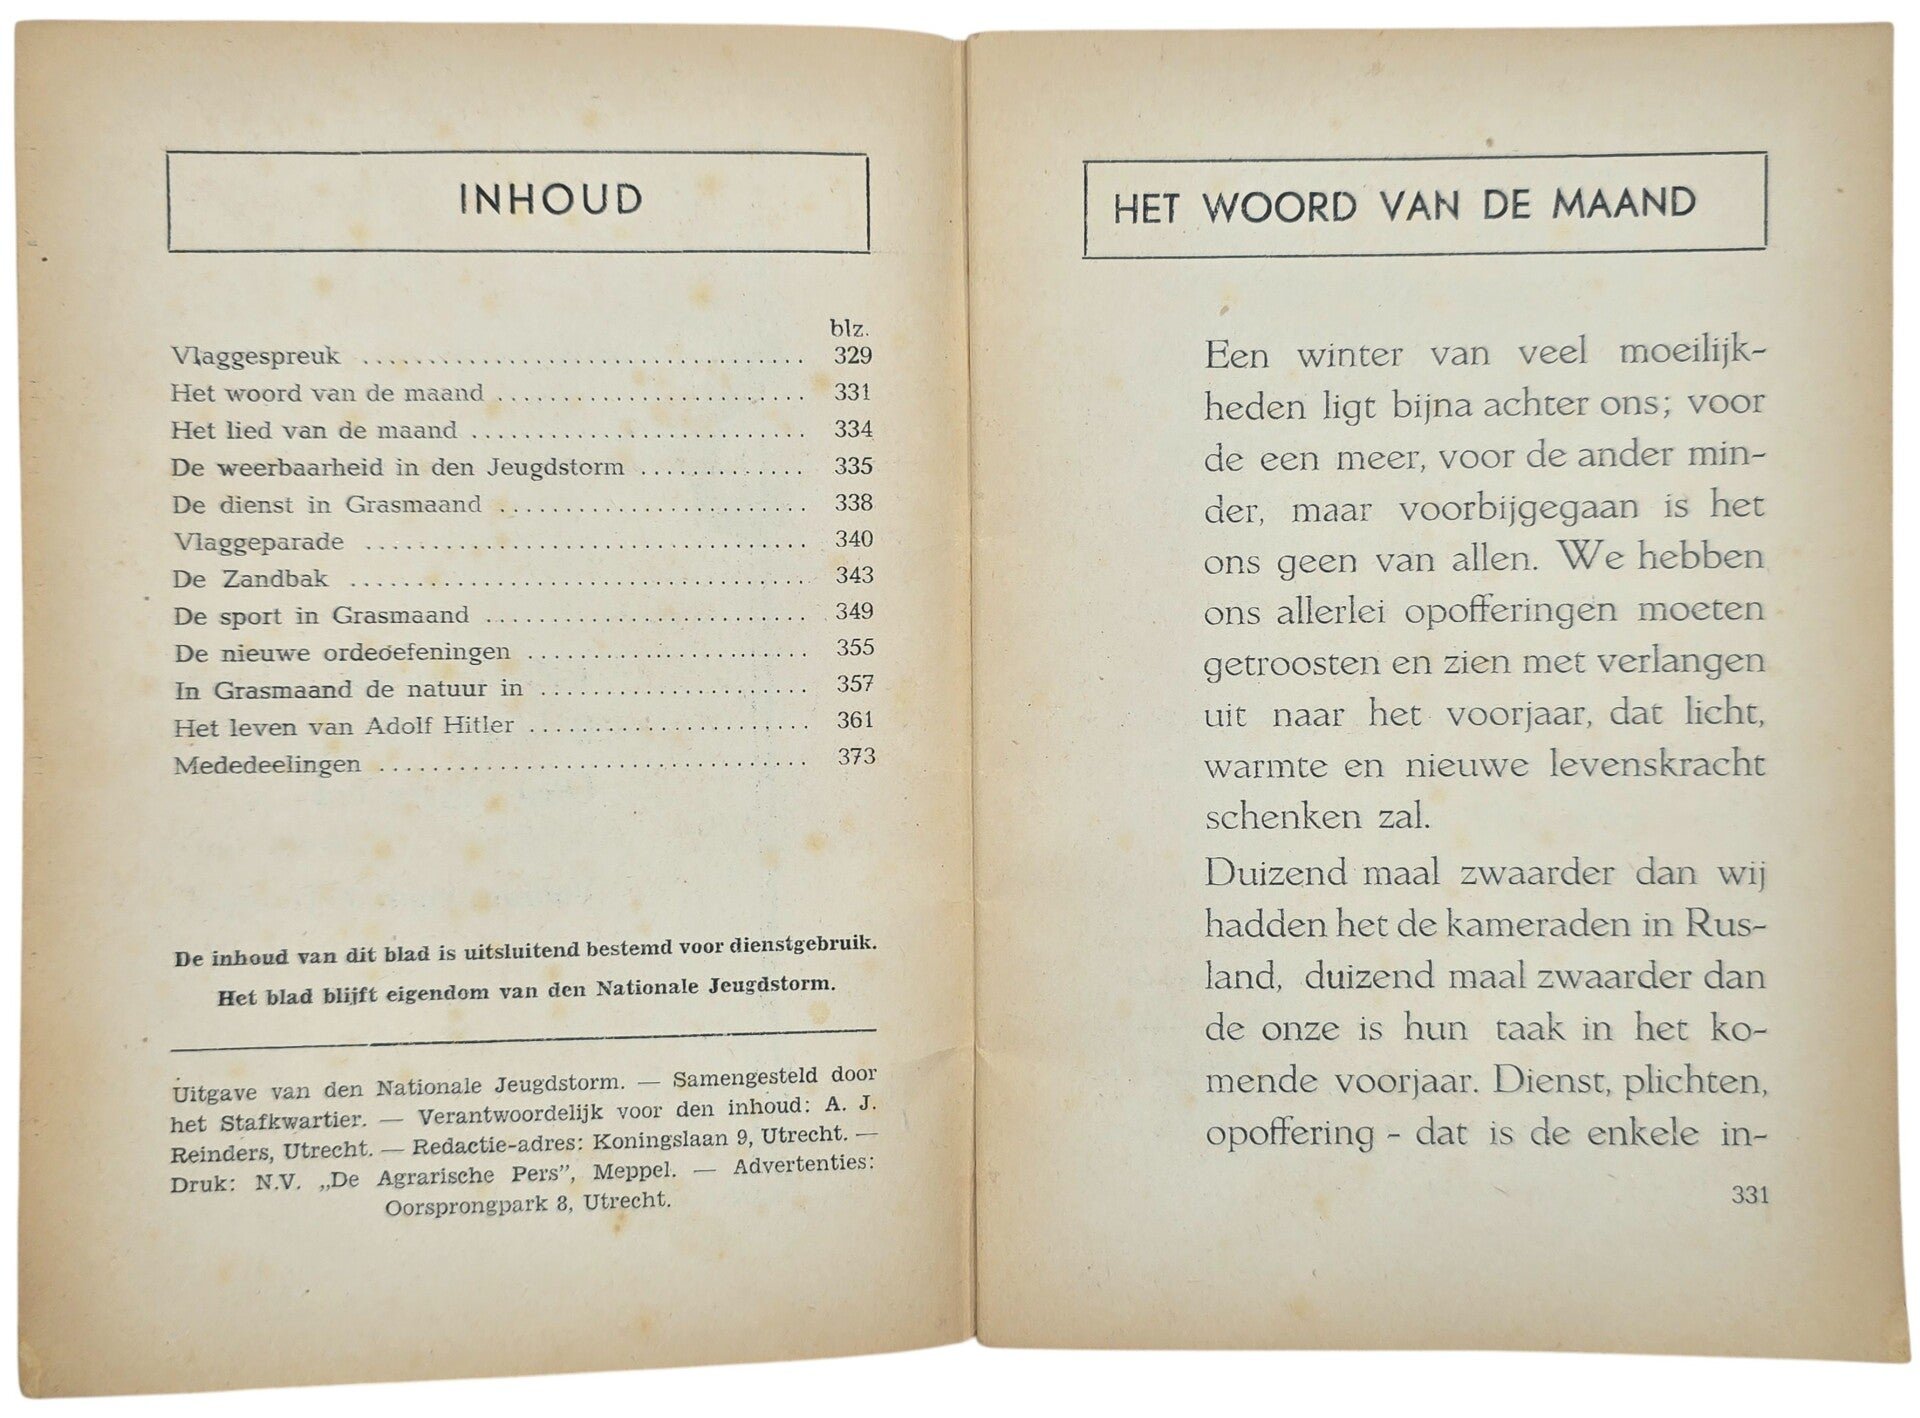 INHOUD
blz.
Vlaggespreuk ................................. 329
Het woord van de maand ........................ 331
Het lied van de maand .......................... 334
De weerbaarheid in den Jeugdstorm ............. 335
De dienst in Grasmaand ........................ 338
Vlaggeparade ................................. 340
De Zandbak ................................... 343
De sport in Grasmaand ......................... 349
De nieuwe ordeoefeningen ...................... 355
In Grasmaand de natuur in ..................... 357
Het leven van Adolf Hitler ...................... 361
Mededeelingen ................................ 373
De inhoud van dit blad is uitsluitend bestemd voor dienstgebruik.
Het blad blijft eigendom van den Nationale Jeugdstorm.
Uitgave van den Nationale Jeugdstorm. — Samengesteld door
het Stafkwartier. — Verantwoordelijk voor den inhoud: A. J.
Reinders, Utrecht. — Redactie-adres: Koningslaan 9, Utrecht. —
Druk: N.V. „De Agrarische Pers”, Meppel. — Advertenties:
Oorsprongpark 8, Utrecht.
HET WOORD VAN DE MAAND
Een winter van veel moeilijk-
heden ligt bijna achter ons; voor
de een meer, voor de ander min-
der, maar voorbijgegaan is het
ons geen van allen. We hebben
ons allerlei opofferingen moeten
getroosten en zien met verlangen
uit naar het voorjaar, dat licht,
warmte en nieuwe levenskracht
schenken zal.
Duizend maal zwaarder dan wij
hadden het de kameraden in Rus-
land, duizend maal zwaarder dan
de onze is hun taak in het ko-
mende voorjaar. Dienst, plichten,
opoffering - dat is de enkele in-
331